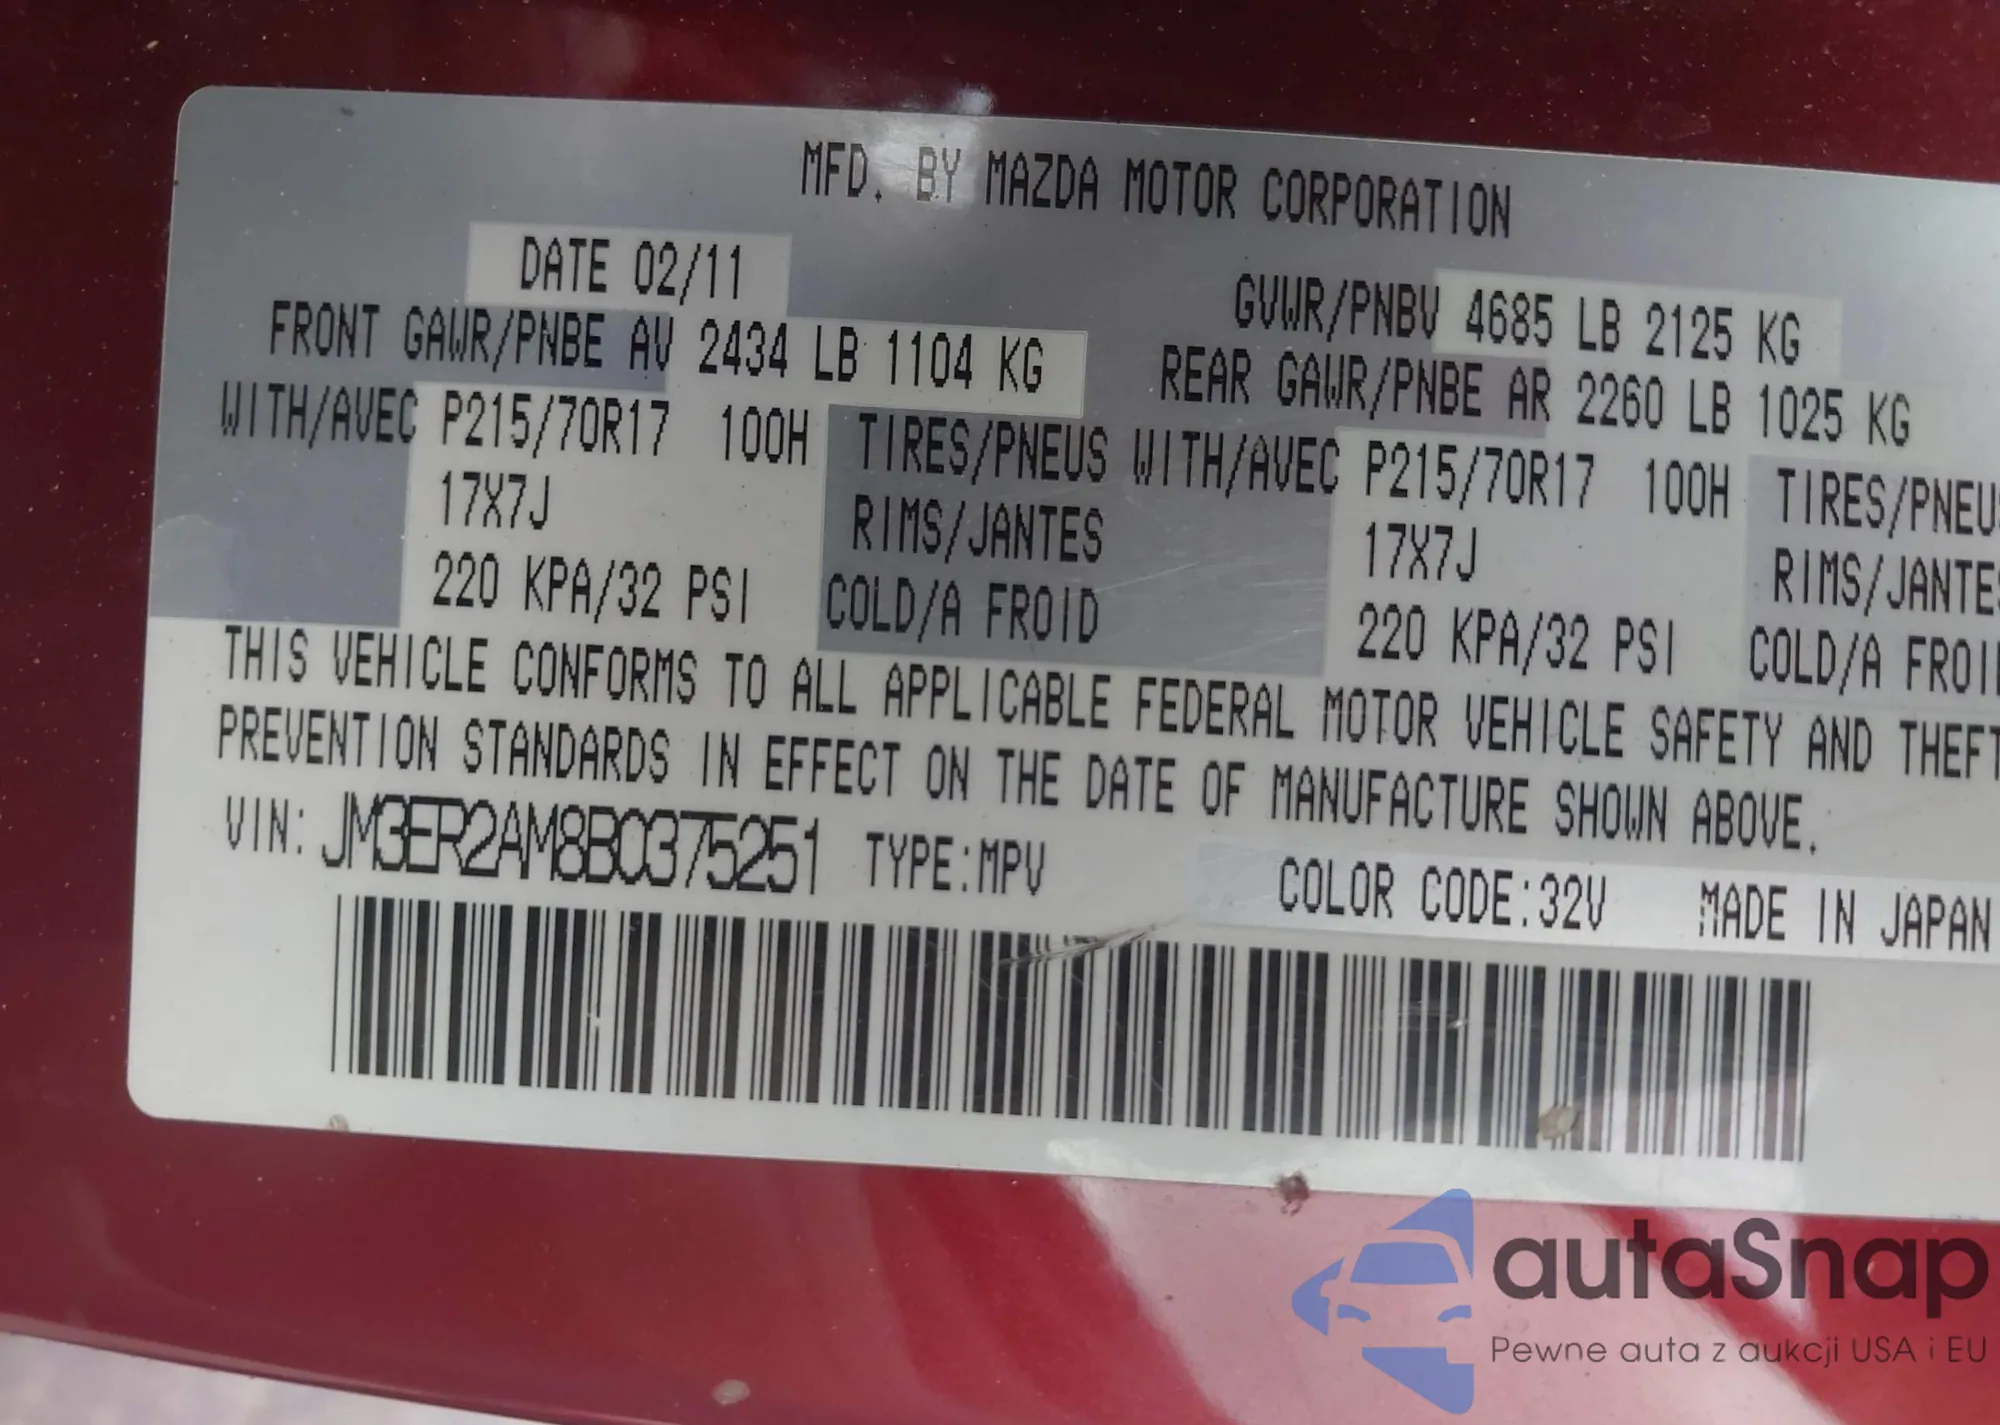 MFD. BY MAZDA MOTOR CORPORATION
DATE 02/11 GVWR/PNBV 4685 LB 2125 KG
FRONT GAWR/PNBE AV 2434 LB 1104 KG REAR GAWR/PNBE AR 2260 LB 1025 KG
WITH/AVEC P215/70R17 100H TIRES/PNEUS WITH/AVEC P215/70R17 100H TIRES/PNEUS
17X7J RIMS/JANTES 17X7J RIMS/JANTES
220 KPA/32 PSI COLD/A FROID 220 KPA/32 PSI COLD/A FROI
THIS VEHICLE CONFORMS TO ALL APPLICABLE FEDERAL MOTOR VEHICLE SAFETY AND THEFT
PREVENTION STANDARDS IN EFFECT ON THE DATE OF MANUFACTURE SHOWN ABOVE.
VIN: JM3ER2AM8B0375251 TYPE:MPV COLOR CODE:32V MADE IN JAPAN
autaSnap
Pewne auta z aukcji USA i EU